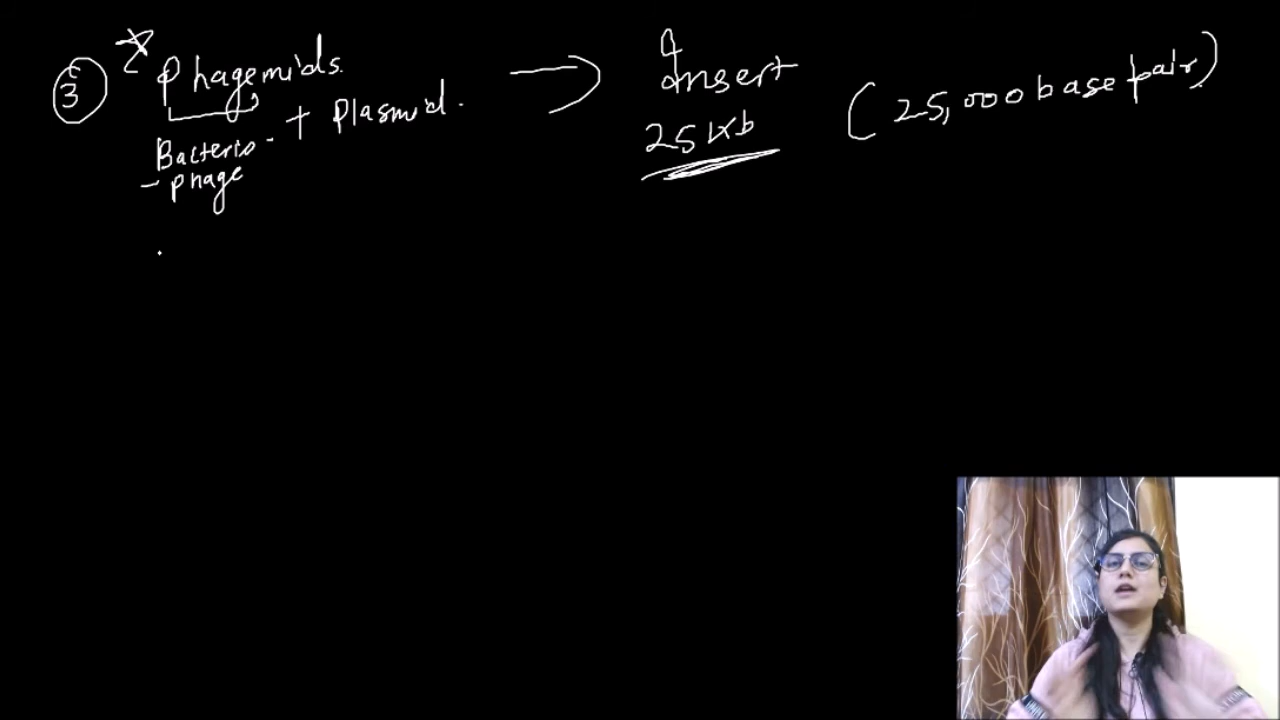 ③ * Phagemids. → Insert (25,000 base pair)
+ Plasmid. 25 kb
Bacterio-
- phage